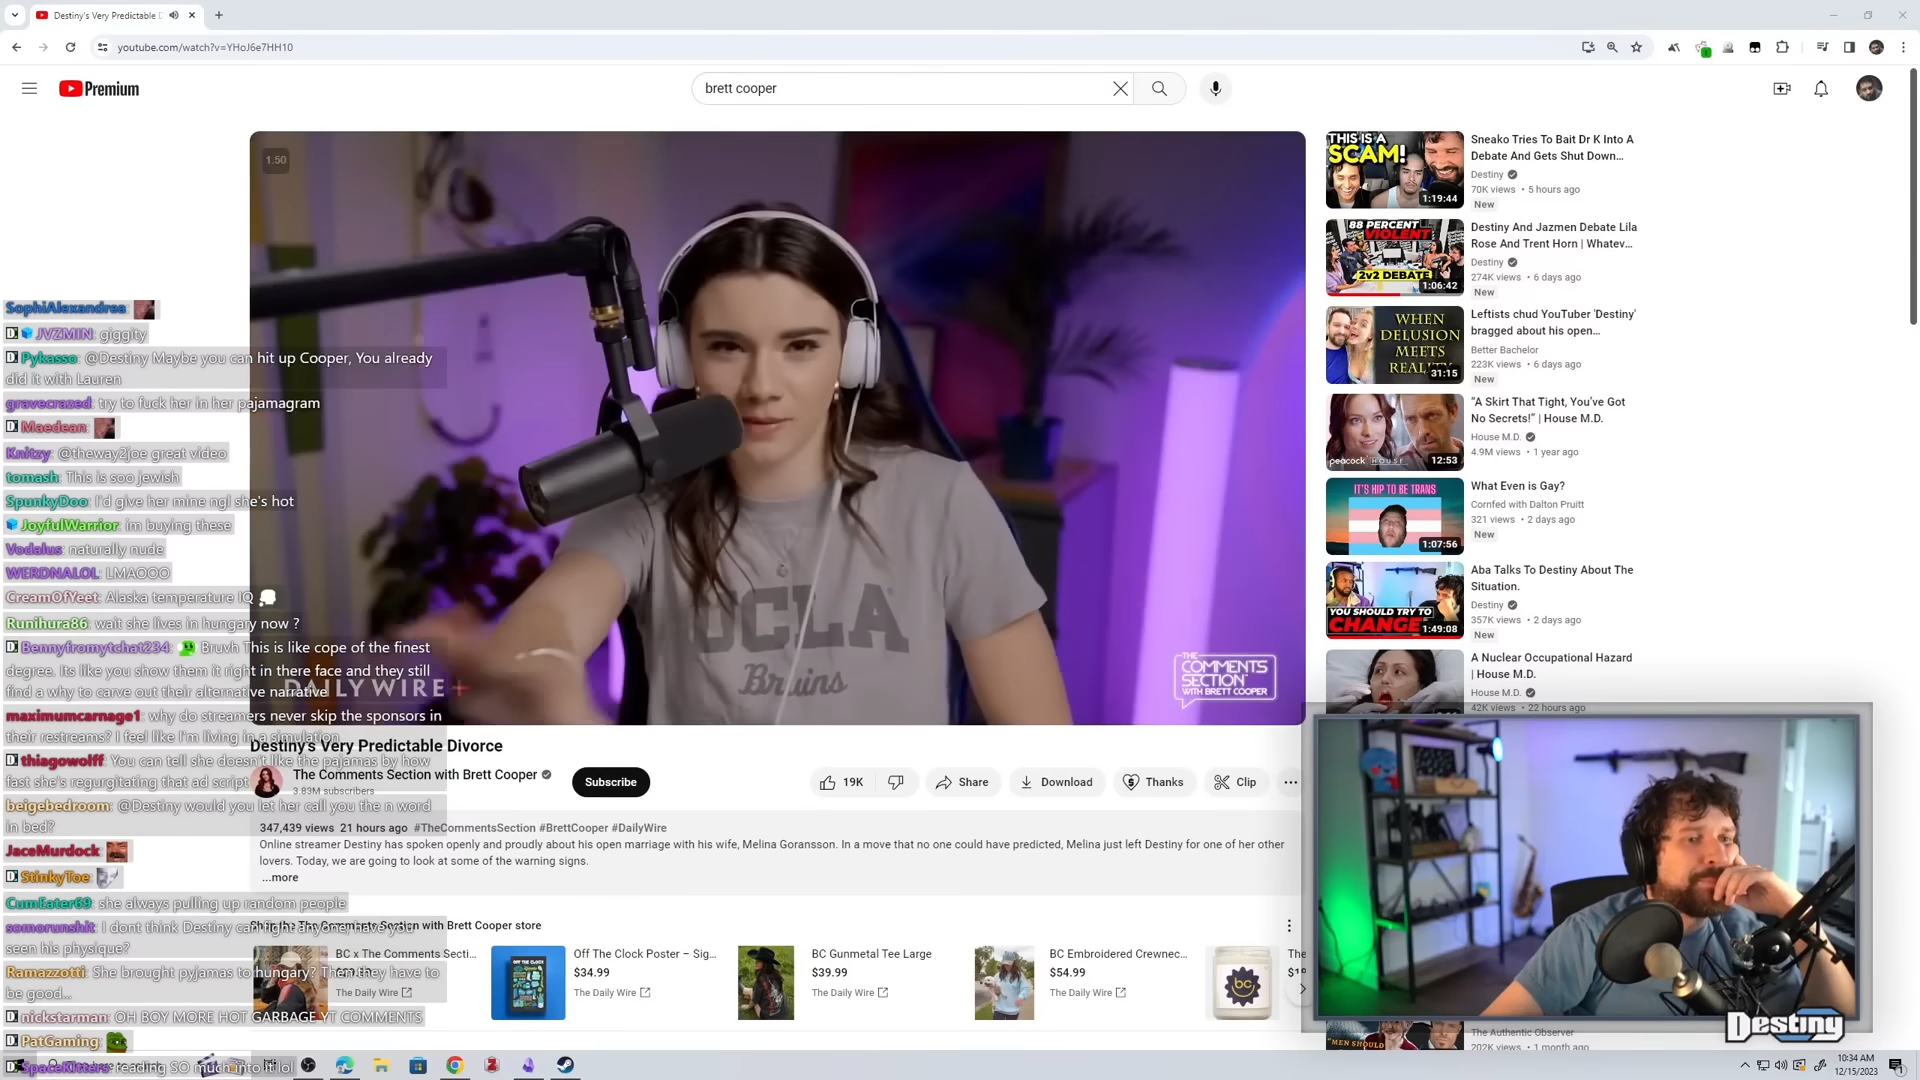 Destiny's Very Predictable D
youtube.com/watch?v=YHoJ6e7HH10
Premium
brett cooper
1.50
UCLA
Bruins
DAILY WIRE +
THE
COMMENTS
SECTION
WITH BRETT COOPER
SophiAlexandrea:
JVZMIN: giggity
Pykasso: @Destiny Maybe you can hit up Cooper, You already
did it with Lauren
gravecrazed: try to fuck her in her pajamagram
Maedean:
Knitzy: @theway2joe great video
tomash: This is soo jewish
SpunkyDoo: I'd give her mine ngl she's hot
JoyfulWarrior: im buying these
Vodalus: naturally nude
WERDNALOL: LMAOOO
CreamOfYeet: Alaska temperature IQ
Runihura86: wait she lives in hungary now ?
Bennyfromytchat234: Bruvh This is like cope of the finest
degree. Its like you show them it right in there face and they still
find a why to carve out their alternative narrative
maximumcarnage1: why do streamers never skip the sponsors in
their restreams? I feel like I'm living in a simulation
thiagowolff: You can tell she doesn't like the pajamas by how
fast she's regurgitating that ad script
beigebedroom: @Destiny would you let her call you the n word
in bed?
JaceMurdock:
StinkyToe:
CumEater69: she always pulling up random people
somorunshit: I dont think Destiny can fight anyone, have you
seen his physique?
Ramazzotti: She brought pyjamas to hungary? Then they have to
be good...
nickstarman: OH BOY MORE HOT GARBAGE YT COMMENTS
PatGaming:
SpaceKitters: reading SO much into it lol
Destiny's Very Predictable Divorce
The Comments Section with Brett Cooper
3.83M subscribers
Subscribe
19K
Share
Download
Thanks
Clip
347,439 views 21 hours ago #TheCommentsSection #BrettCooper #DailyWire
Online streamer Destiny has spoken openly and proudly about his open marriage with his wife, Melina Goransson. In a move that no one could have predicted, Melina just left Destiny for one of her other
lovers. Today, we are going to look at some of the warning signs.
...more
The Comments Section with Brett Cooper store
BC x The Comments Secti...
The Daily Wire
Off The Clock Poster – Sig...
$34.99
The Daily Wire
BC Gunmetal Tee Large
$39.99
The Daily Wire
BC Embroidered Crewnec...
$54.99
The Daily Wire
bc
THIS IS A
SCAM!
1:19:44
Sneako Tries To Bait Dr K Into A
Debate And Gets Shut Down...
Destiny
70K views • 5 hours ago
New
88 PERCENT
VIOLENT
2V2 DEBATE
1:06:42
Destiny And Jazmen Debate Lila
Rose And Trent Horn | Whatev...
Destiny
274K views • 6 days ago
New
WHEN
DELUSION
MEETS
REALITY
31:15
Leftists chud YouTuber 'Destiny'
bragged about his open...
Better Bachelor
223K views • 6 days ago
New
peacock HOUSE
12:53
“A Skirt That Tight, You've Got
No Secrets!” | House M.D.
House M.D.
4.9M views • 1 year ago
IT'S HIP TO BE TRANS
1:07:56
What Even is Gay?
Cornfed with Dalton Pruitt
321 views • 2 days ago
New
YOU SHOULD TRY TO
CHANGE
1:49:08
Aba Talks To Destiny About The
Situation.
Destiny
357K views • 2 days ago
New
A Nuclear Occupational Hazard
| House M.D.
House M.D.
42K views • 22 hours ago
Destiny
"MEN SHOULD
The Authentic Observer
202K views • 1 month ago
10:34 AM
12/15/2023